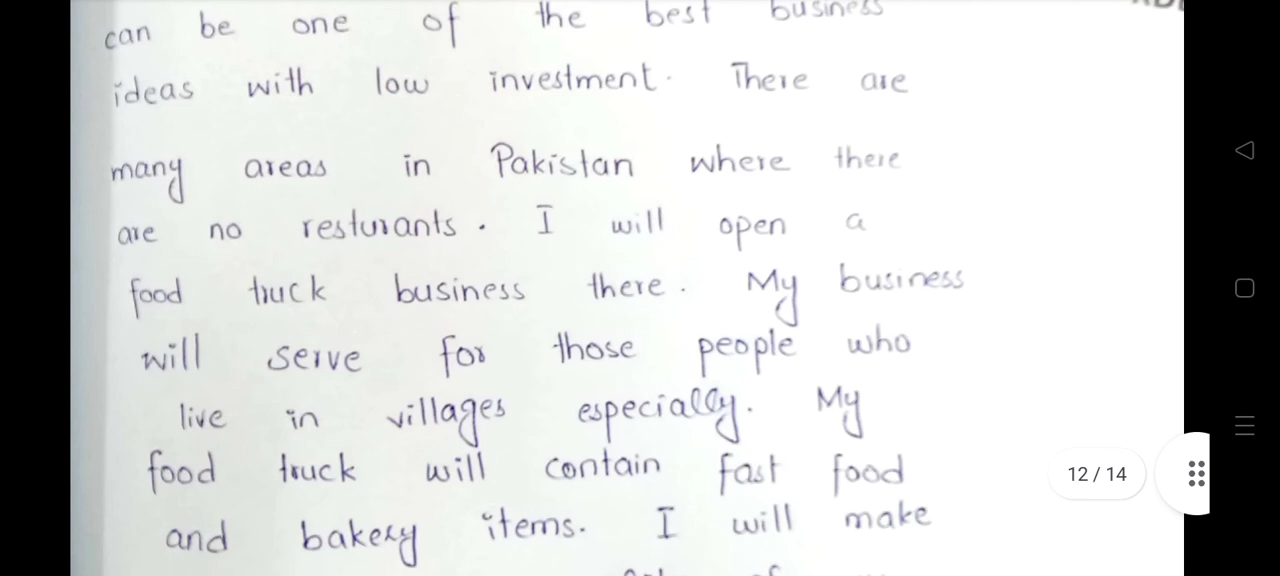 can be one of the best business
ideas with low investment. There are
many areas in Pakistan where there
are no resturants. I will open a
food truck business there. My business
will serve for those people who
live in villages especially. My
food truck will contain fast food
and bakery items. I will make
12 / 14